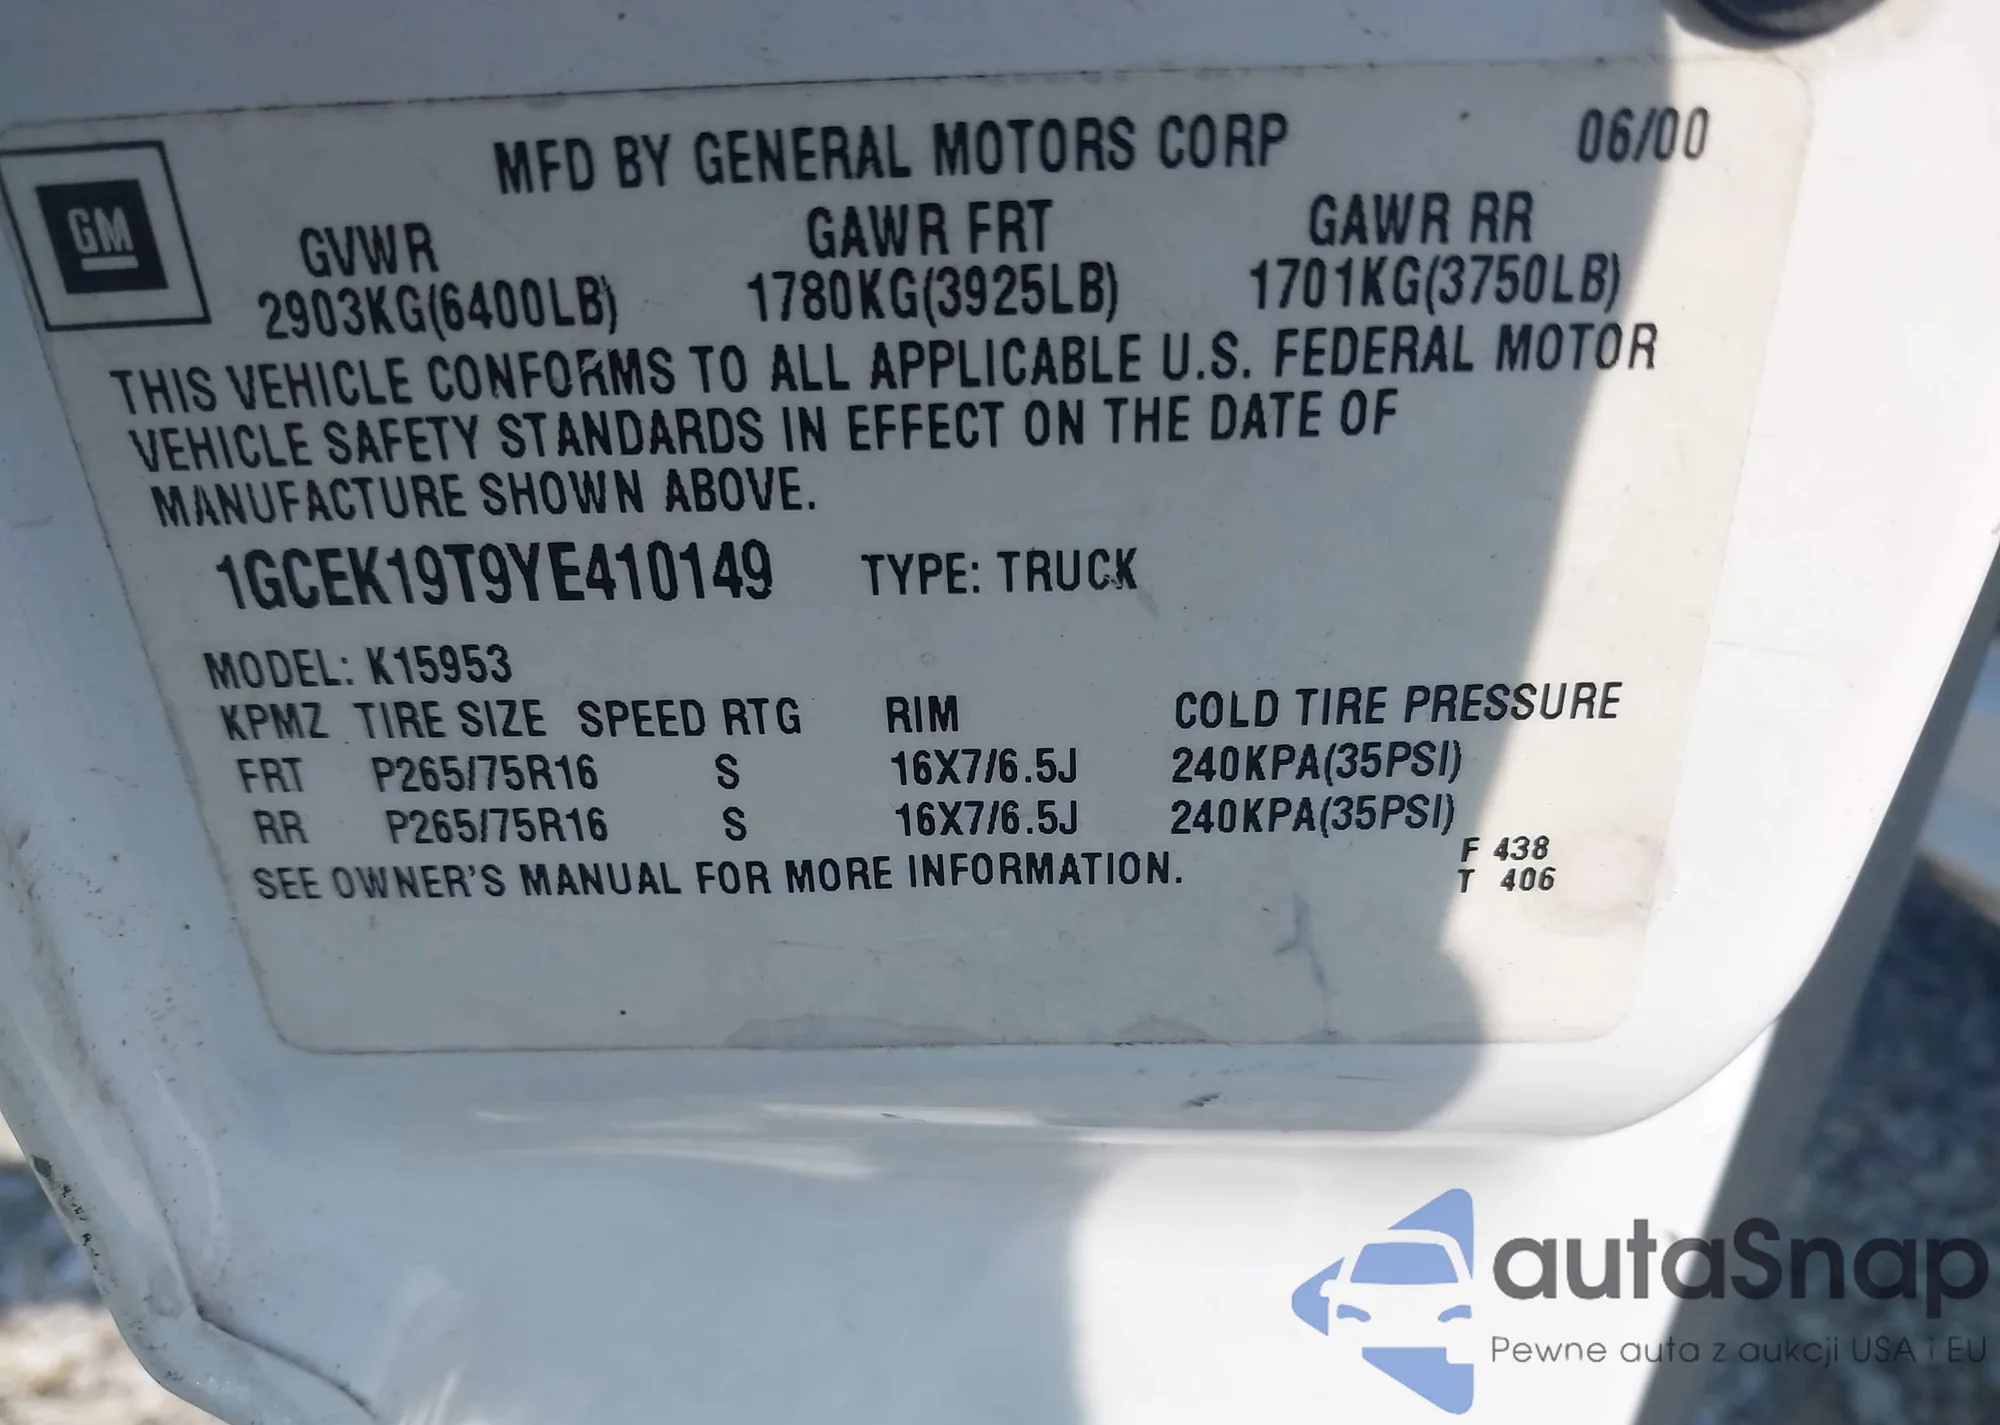 MFD BY GENERAL MOTORS CORP 06/00
GM
GVWR GAWR FRT GAWR RR
2903KG(6400LB) 1780KG(3925LB) 1701KG(3750LB)
THIS VEHICLE CONFORMS TO ALL APPLICABLE U.S. FEDERAL MOTOR
VEHICLE SAFETY STANDARDS IN EFFECT ON THE DATE OF
MANUFACTURE SHOWN ABOVE.
1GCEK19T9YE410149 TYPE: TRUCK
MODEL: K15953
KPMZ TIRE SIZE SPEED RTG RIM COLD TIRE PRESSURE
FRT P265/75R16 S 16X7/6.5J 240KPA(35PSI)
RR P265/75R16 S 16X7/6.5J 240KPA(35PSI)
SEE OWNER'S MANUAL FOR MORE INFORMATION.
F 438
T 406
autaSnap
Pewne auta z aukcji USA i EU